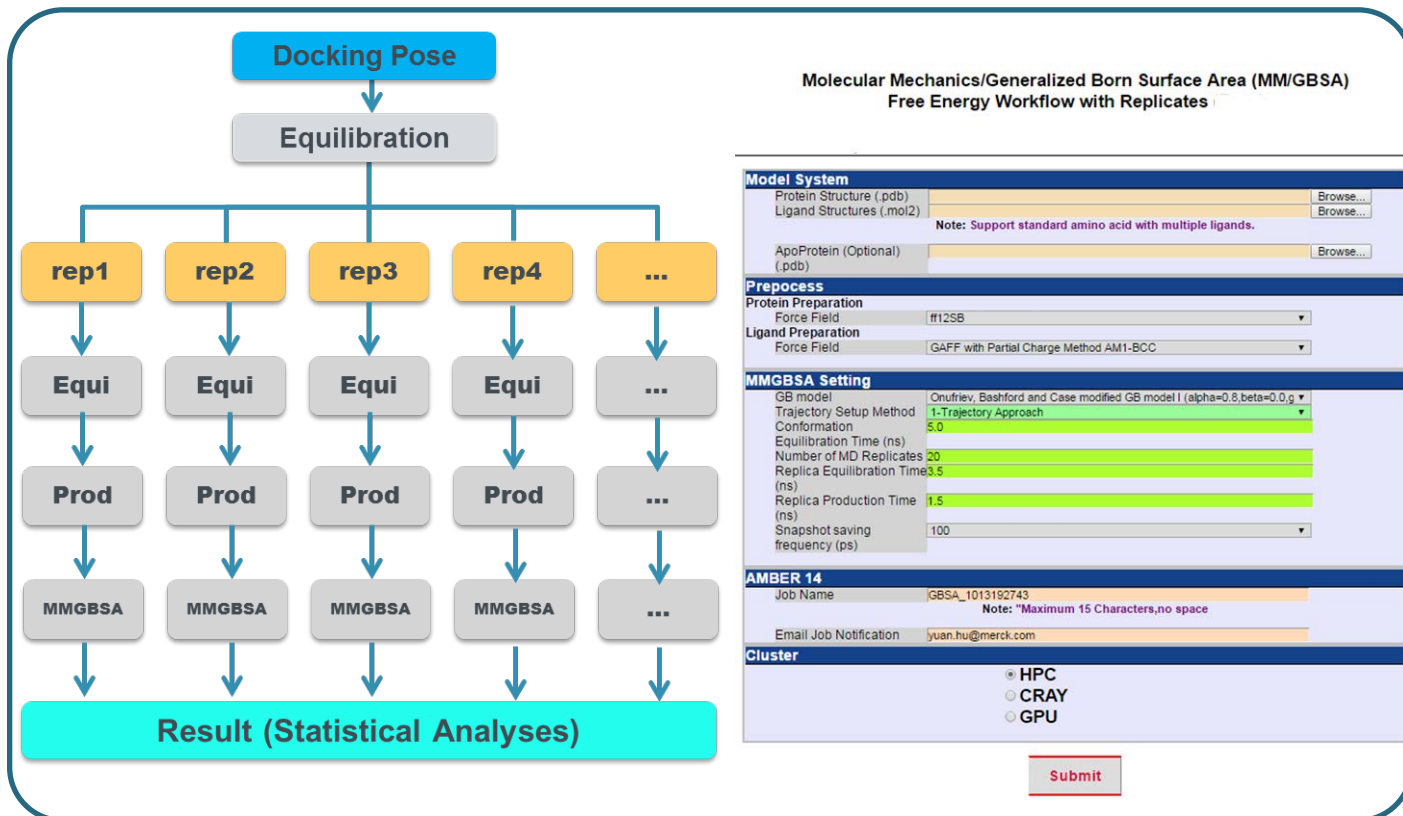 Docking Pose
Equilibration
rep1 rep2 rep3 rep4 ...
Equi Equi Equi Equi ...
Prod Prod Prod Prod ...
MMGBSA MMGBSA MMGBSA MMGBSA ...
Result (Statistical Analyses)
Molecular Mechanics/Generalized Born Surface Area (MM/GBSA)
Free Energy Workflow with Replicates
Model System
Protein Structure (.pdb) Browse...
Ligand Structures (.mol2) Browse...
Note: Support standard amino acid with multiple ligands.
ApoProtein (Optional) Browse...
(.pdb)
Prepocess
Protein Preparation
Force Field ff12SB
Ligand Preparation
Force Field GAFF with Partial Charge Method AM1-BCC
MMGBSA Setting
GB model Onufriev, Bashford and Case modified GB model I (alpha=0.8,beta=0.0,g
Trajectory Setup Method 1-Trajectory Approach
Conformation 5.0
Equilibration Time (ns)
Number of MD Replicates 20
Replica Equilibration Time 3.5
(ns)
Replica Production Time 1.5
(ns)
Snapshot saving 100
frequency (ps)
AMBER 14
Job Name GBSA_1013192743
Note: "Maximum 15 Characters,no space
Email Job Notification yuan.hu@merck.com
Cluster
HPC
CRAY
GPU
Submit